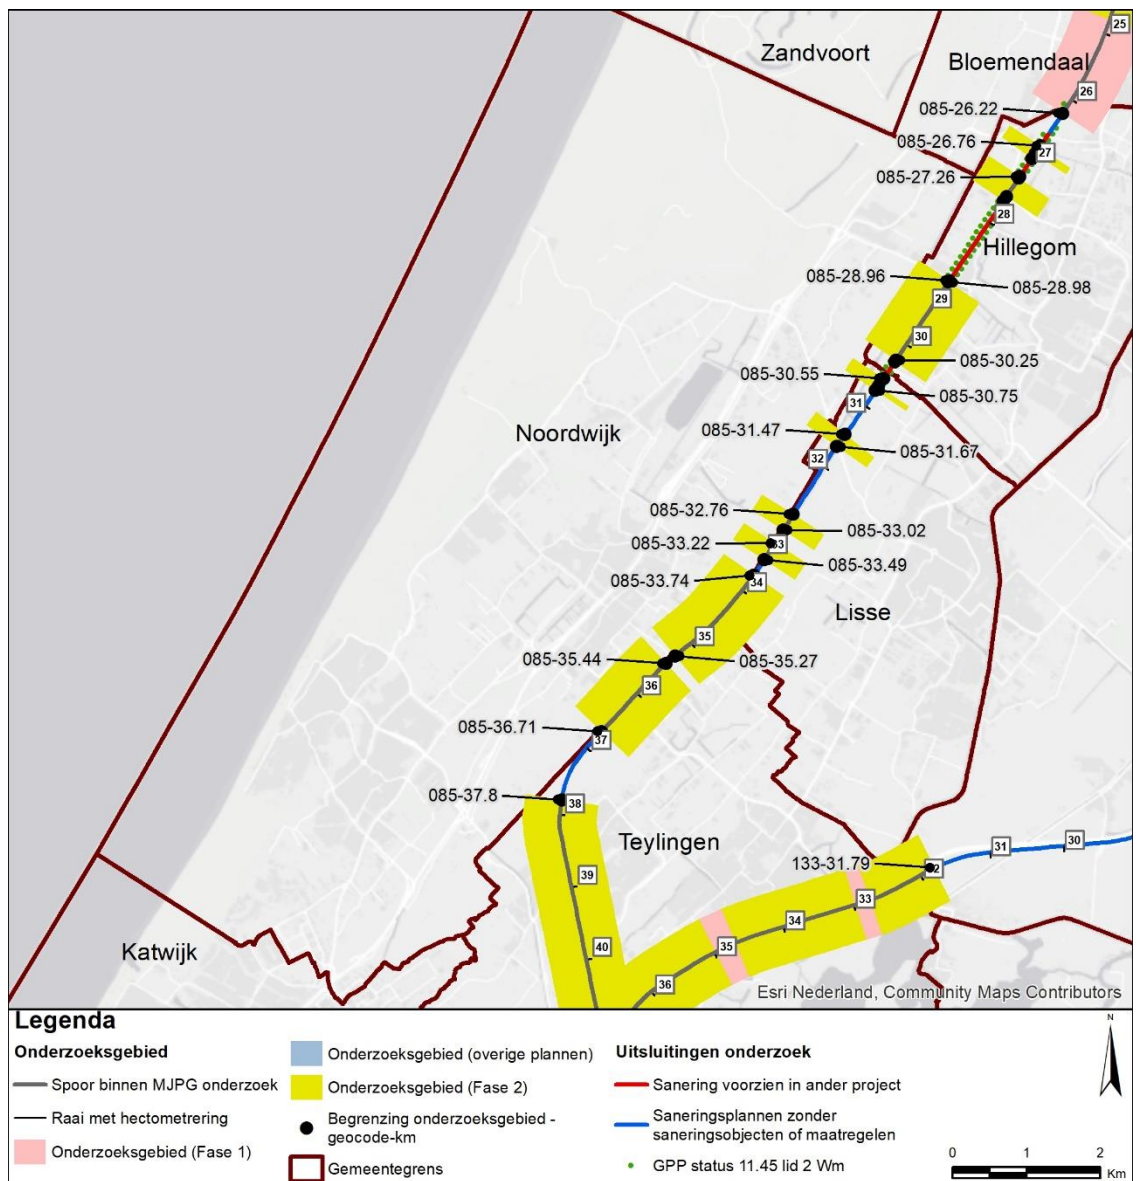 Zandvoort
Bloemendaal
25
26
085-26.22
085-26.76
27
085-27.26
28
Hillegom
085-28.96
085-28.98
29
30
085-30.25
085-30.55
085-30.75
31
Noordwijk
085-31.47
085-31.67
32
085-32.76
085-33.02
085-33.22
33
085-33.49
085-33.74
34
Lisse
35
085-35.44
085-35.27
36
085-36.71
37
085-37.8
38
Teylingen
31
30
133-31.79
2
39
33
34
35
40
36
Katwijk
Esri Nederland, Community Maps Contributors
Legenda
Onderzoeksgebied
Spoor binnen MJPG onderzoek
Raai met hectometrering
Onderzoeksgebied (Fase 1)
Onderzoeksgebied (overige plannen)
Onderzoeksgebied (Fase 2)
Begrenzing onderzoeksgebied -
geocode-km
Gemeentegrens
Uitsluitingen onderzoek
Sanering voorzien in ander project
Saneringsplannen zonder
saneringsobjecten of maatregelen
GPP status 11.45 lid 2 Wm
N
0 1 2
Km